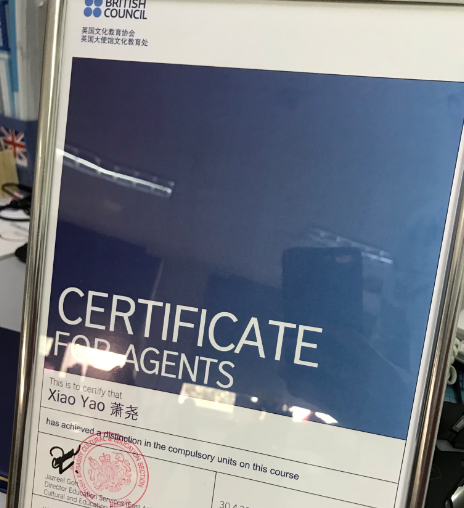 BRITISH
COUNCIL
英国文化教育协会
英国大使馆文化教育处
CERTIFICATE
FOR AGENTS
This is to certify that
Xiao Yao 萧尧
has achieved a distinction in the compulsory units on this course
Director Education Services
Cultural and Education